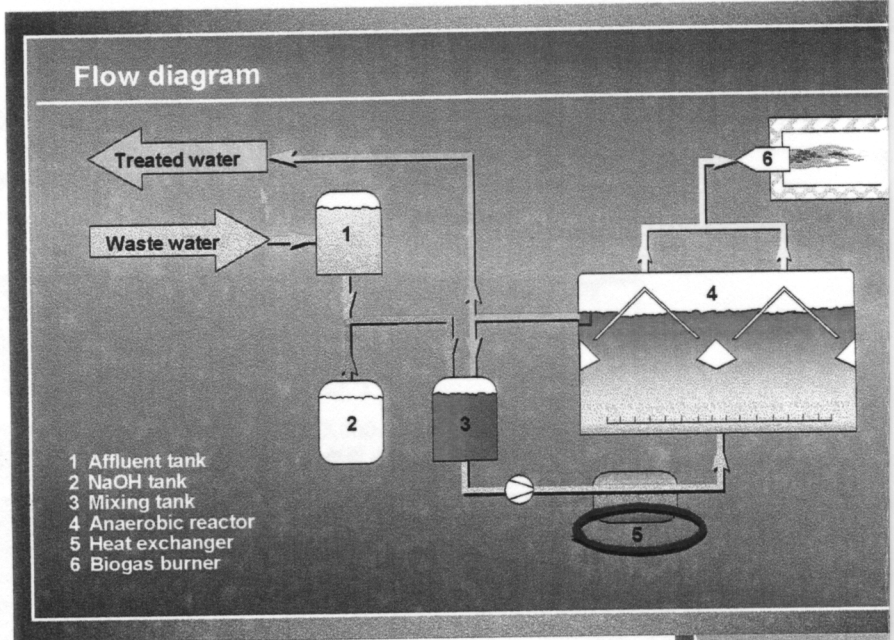 Flow diagram
Treated water
Waste water
1
2
3
4
5
6
1 Affluent tank
2 NaOH tank
3 Mixing tank
4 Anaerobic reactor
5 Heat exchanger
6 Biogas burner